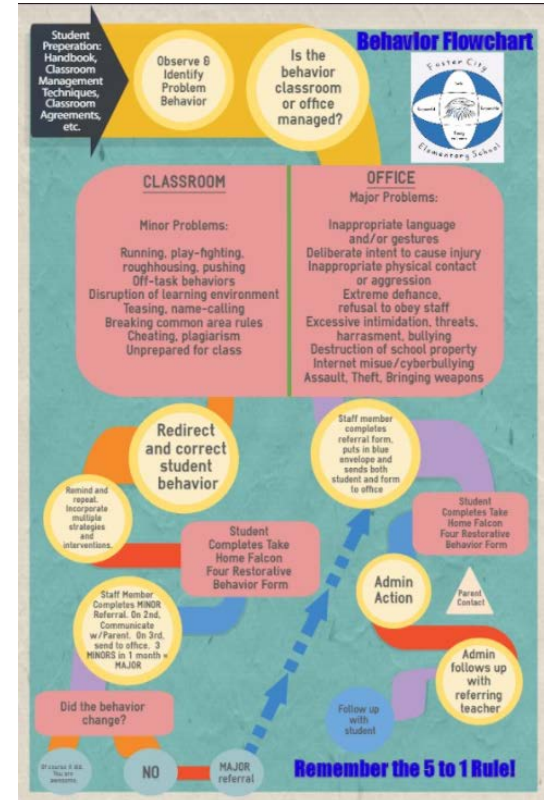 Student
Preparation:
Handbook,
Classroom
Management
Techniques,
Classroom
Agreements,
etc.
Observe &
Identify
Problem
Behavior
Is the
behavior
classroom
or office
managed?
Behavior Flowchart
Foster City
Elementary School
CLASSROOM
Minor Problems:
Running, play-fighting,
roughhousing, pushing
Off-task behaviors
Disruption of learning environment
Teasing, name-calling
Breaking common area rules
Cheating, plagiarism
Unprepared for class
OFFICE
Major Problems:
Inappropriate language
and/or gestures
Deliberate intent to cause injury
Inappropriate physical contact
or aggression
Extreme defiance,
refusal to obey staff
Excessive intimidation, threats,
harrasment, bullying
Destruction of school property
Internet misue/cyberbullying
Assault, Theft, Bringing weapons
Redirect
and correct
student
behavior
Remind and
repeat.
Incorporate
multiple
strategies
and
interventions.
Student
Completes Take
Home Falcon
Four Restorative
Behavior Form
Staff Member
Completes MINOR
Referral. On 2nd,
Communicate
w/Parent. On 3rd,
send to office. 3
MINORS in 1 month =
MAJOR
Did the behavior
change?
Of course it did.
You are
awesome.
NO
MAJOR
referral
Staff member
completes
referral form,
puts in blue
envelope and
sends both
student and form
to office
Student
Completes Take
Home Falcon
Four Restorative
Behavior Form
Admin
Action
Parent
Contact
Admin
follows up
with
referring
teacher
Follow up
with
student
Remember the 5 to 1 Rule!